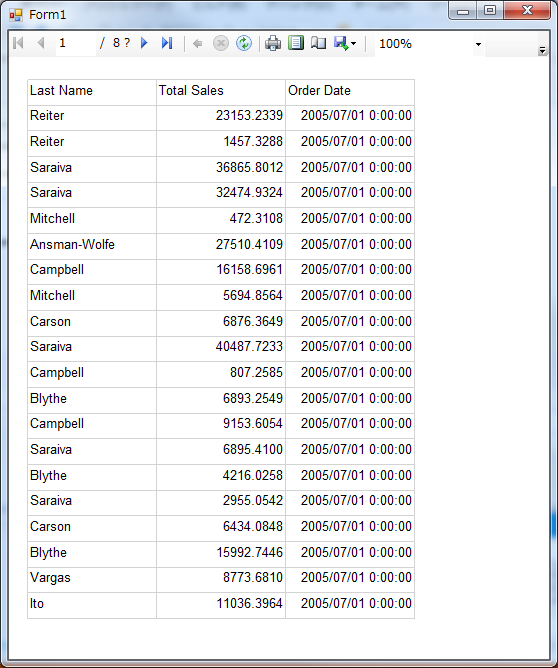 Form1
1 / 8 ? 100%
Last Name Total Sales Order Date
Reiter 23153.2339 2005/07/01 0:00:00
Reiter 1457.3288 2005/07/01 0:00:00
Saraiva 36865.8012 2005/07/01 0:00:00
Saraiva 32474.9324 2005/07/01 0:00:00
Mitchell 472.3108 2005/07/01 0:00:00
Ansman-Wolfe 27510.4109 2005/07/01 0:00:00
Campbell 16158.6961 2005/07/01 0:00:00
Mitchell 5694.8564 2005/07/01 0:00:00
Carson 6876.3649 2005/07/01 0:00:00
Saraiva 40487.7233 2005/07/01 0:00:00
Campbell 807.2585 2005/07/01 0:00:00
Blythe 6893.2549 2005/07/01 0:00:00
Campbell 9153.6054 2005/07/01 0:00:00
Saraiva 6895.4100 2005/07/01 0:00:00
Blythe 4216.0258 2005/07/01 0:00:00
Saraiva 2955.0542 2005/07/01 0:00:00
Carson 6434.0848 2005/07/01 0:00:00
Blythe 15992.7446 2005/07/01 0:00:00
Vargas 8773.6810 2005/07/01 0:00:00
Ito 11036.3964 2005/07/01 0:00:00